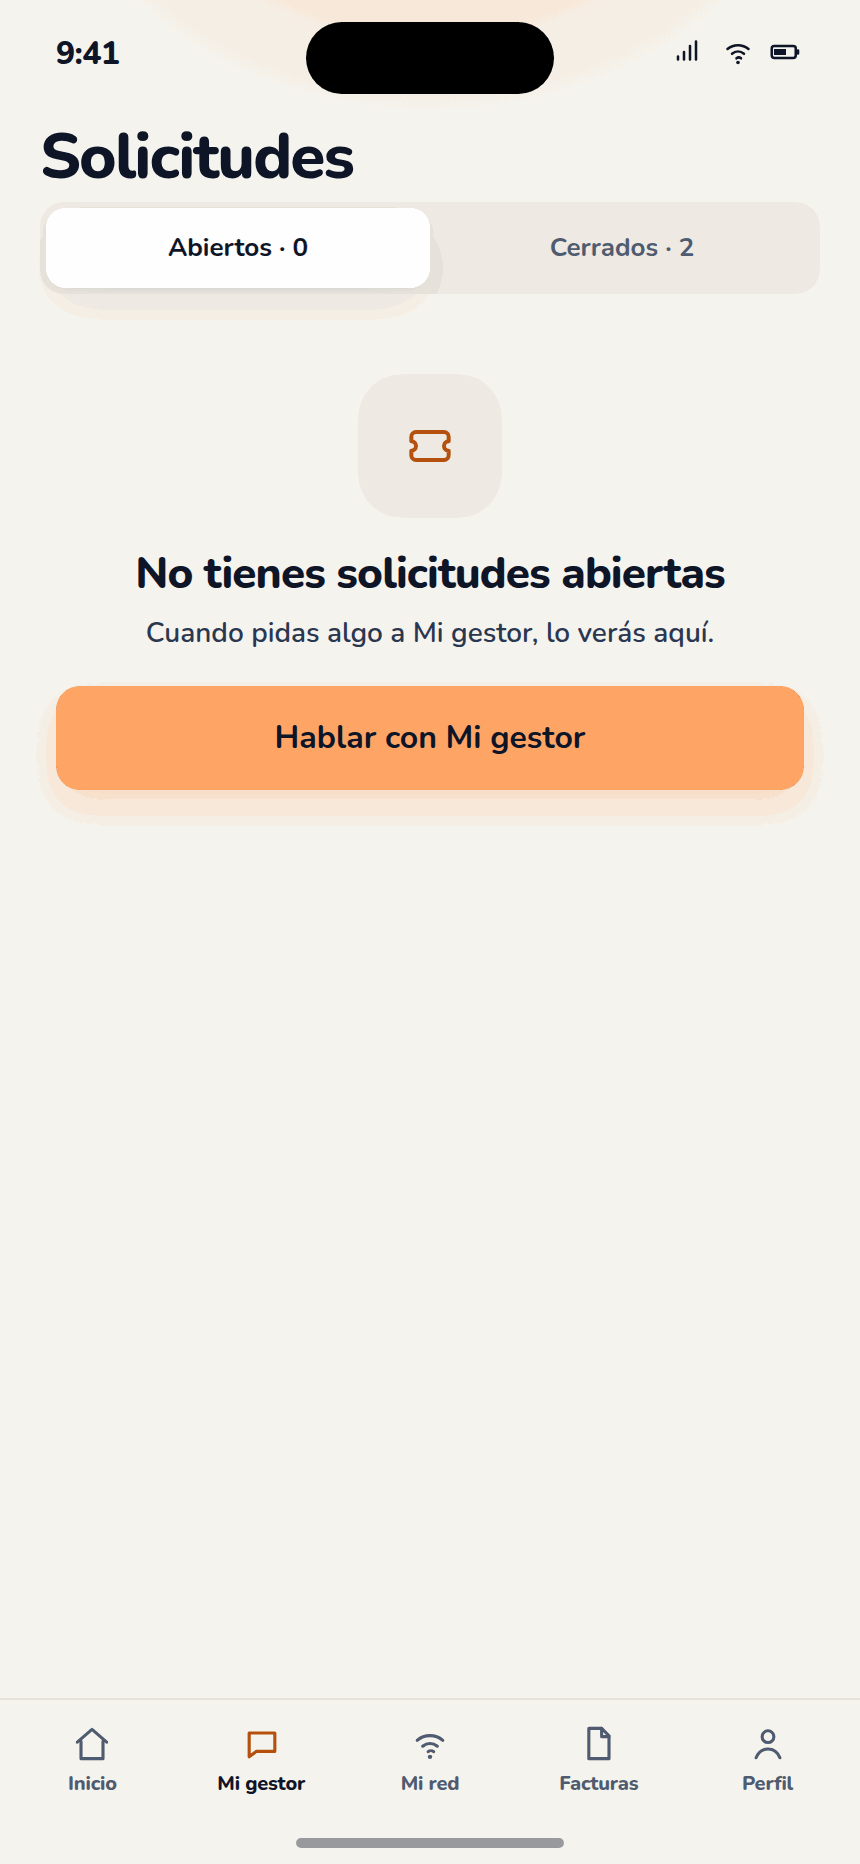 9:41
Solicitudes
Abiertos · 0
Cerrados · 2
No tienes solicitudes abiertas
Cuando pidas algo a Mi gestor, lo verás aquí.
Hablar con Mi gestor
Inicio
Mi gestor
Mi red
Facturas
Perfil